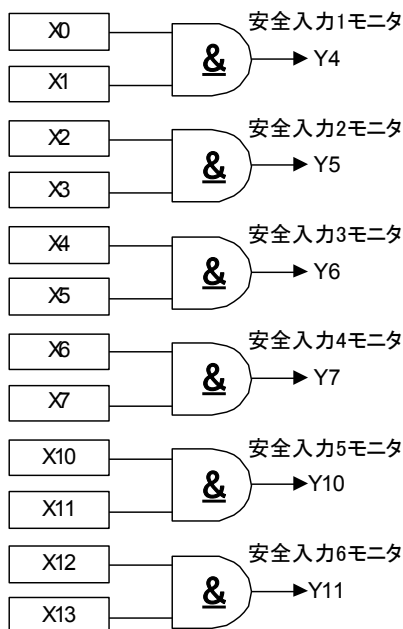 安全入力1モニタ
X0
&
Y4
X1
安全入力2モニタ
X2
&
Y5
X3
安全入力3モニタ
X4
&
Y6
X5
安全入力4モニタ
X6
&
Y7
X7
安全入力5モニタ
X10
&
Y10
X11
安全入力6モニタ
X12
&
Y11
X13